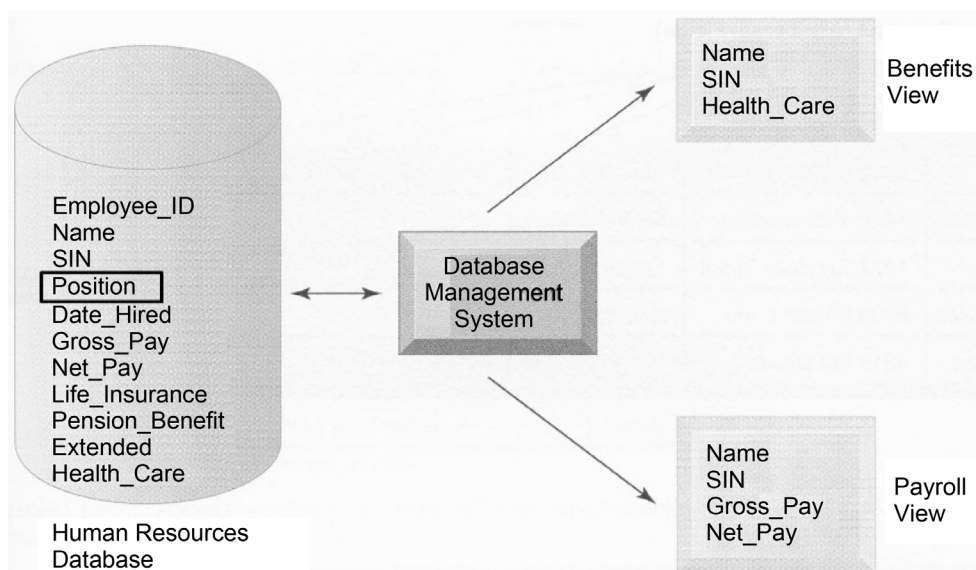 Employee_ID
Name
SIN
Position
Date_Hired
Gross_Pay
Net_Pay
Life_Insurance
Pension_Benefit
Extended
Health_Care
Human Resources
Database
Database
Management
System
Name
SIN
Health_Care
Benefits
View
Name
SIN
Gross_Pay
Net_Pay
Payroll
View